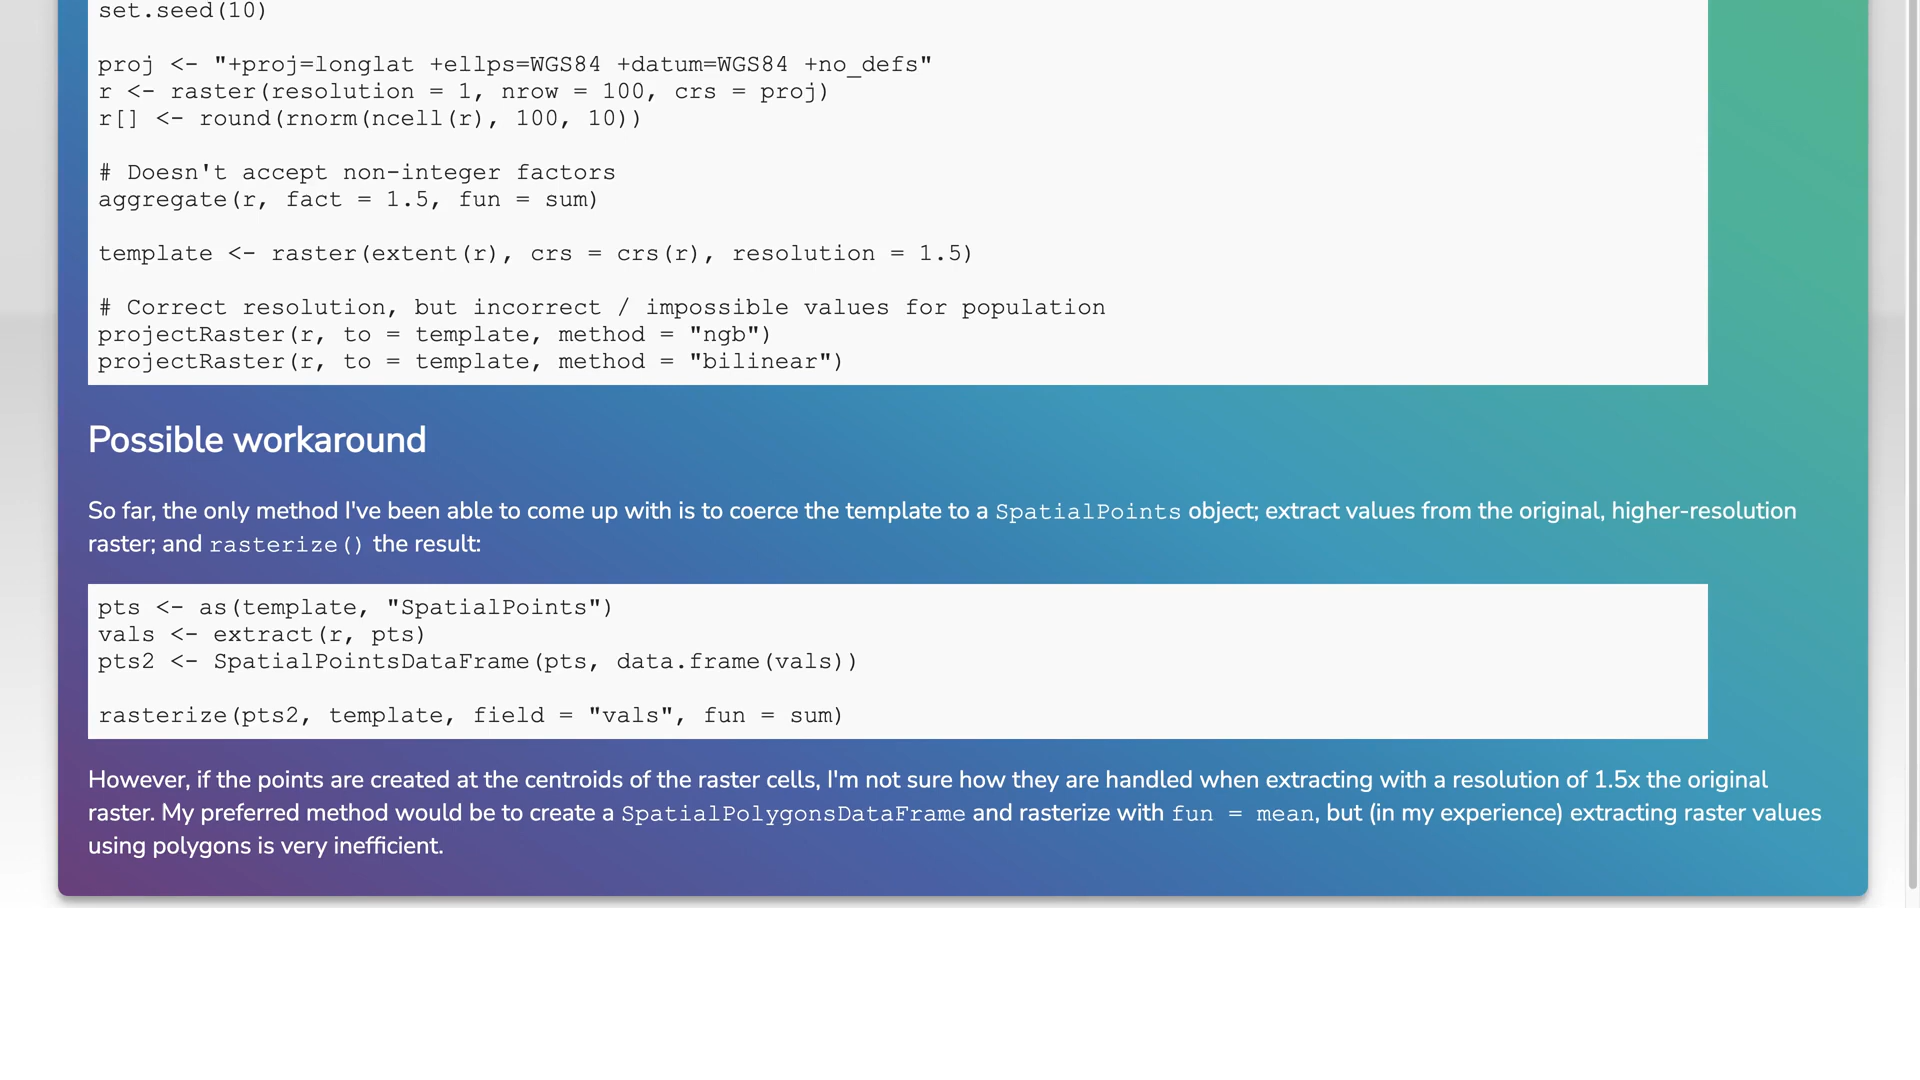 set.seed(10)
proj <- "+proj=longlat +ellps=WGS84 +datum=WGS84 +no_defs"
r <- raster(resolution = 1, nrow = 100, crs = proj)
r[] <- round(rnorm(ncell(r), 100, 10))
# Doesn't accept non-integer factors
aggregate(r, fact = 1.5, fun = sum)
template <- raster(extent(r), crs = crs(r), resolution = 1.5)
# Correct resolution, but incorrect / impossible values for population
projectRaster(r, to = template, method = "ngb")
projectRaster(r, to = template, method = "bilinear")
Possible workaround
So far, the only method I've been able to come up with is to coerce the template to a SpatialPoints object; extract values from the original, higher-resolution
raster; and rasterize() the result:
pts <- as(template, "SpatialPoints")
vals <- extract(r, pts)
pts2 <- SpatialPointsDataFrame(pts, data.frame(vals))
rasterize(pts2, template, field = "vals", fun = sum)
However, if the points are created at the centroids of the raster cells, I'm not sure how they are handled when extracting with a resolution of 1.5x the original
raster. My preferred method would be to create a SpatialPolygonsDataFrame and rasterize with fun = mean, but (in my experience) extracting raster values
using polygons is very inefficient.